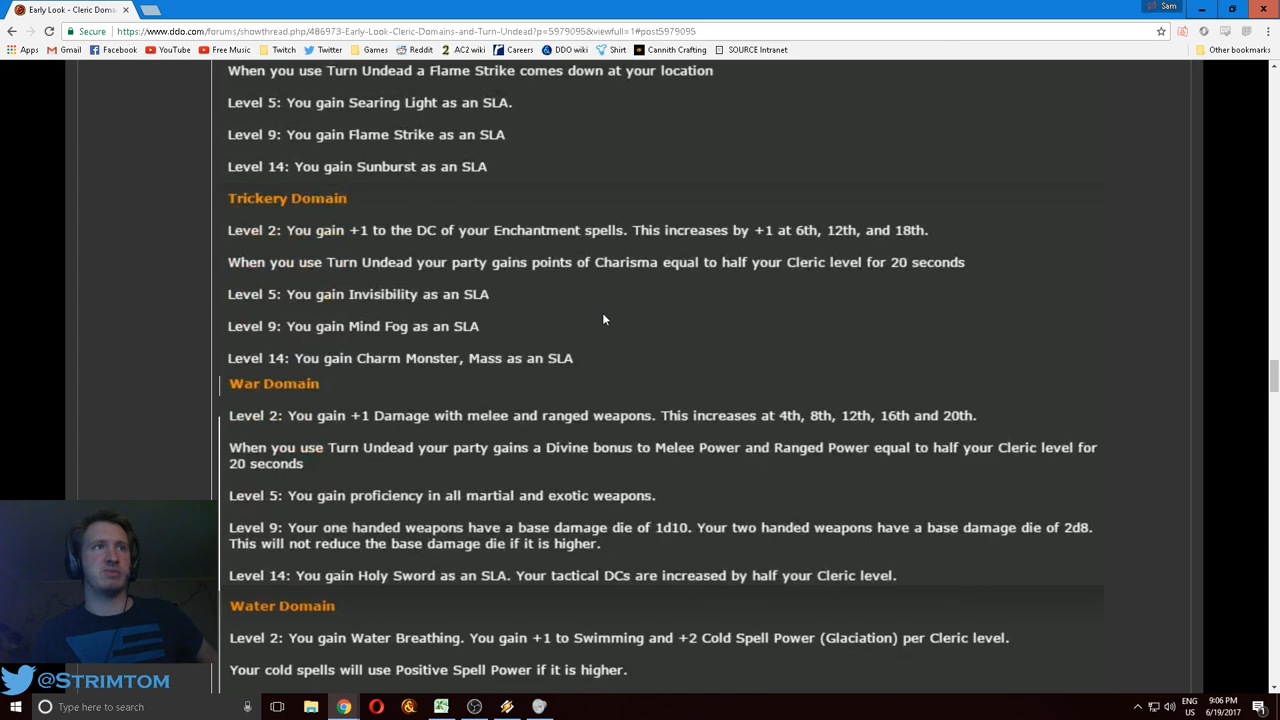 Early Look - Cleric Doma
Sam
https://www.ddo.com/forums/showthread.php/486973-Early-Look-Cleric-Domains-and-Turn-Undead?p=5979095&viewfull=1#post5979095
Apps Gmail Facebook YouTube Free Music Twitch Twitter Games Reddit AC2 wiki Careers DDO wiki Shirt Cannith Crafting SOURCE Intranet Other bookmarks
When you use Turn Undead a Flame Strike comes down at your location
Level 5: You gain Searing Light as an SLA.
Level 9: You gain Flame Strike as an SLA
Level 14: You gain Sunburst as an SLA
Trickery Domain
Level 2: You gain +1 to the DC of your Enchantment spells. This increases by +1 at 6th, 12th, and 18th.
When you use Turn Undead your party gains points of Charisma equal to half your Cleric level for 20 seconds
Level 5: You gain Invisibility as an SLA
Level 9: You gain Mind Fog as an SLA
Level 14: You gain Charm Monster, Mass as an SLA
War Domain
Level 2: You gain +1 Damage with melee and ranged weapons. This increases at 4th, 8th, 12th, 16th and 20th.
When you use Turn Undead your party gains a Divine bonus to Melee Power and Ranged Power equal to half your Cleric level for
20 seconds
Level 5: You gain proficiency in all martial and exotic weapons.
Level 9: Your one handed weapons have a base damage die of 1d10. Your two handed weapons have a base damage die of 2d8.
This will not reduce the base damage die if it is higher.
Level 14: You gain Holy Sword as an SLA. Your tactical DCs are increased by half your Cleric level.
Water Domain
Level 2: You gain Water Breathing. You gain +1 to Swimming and +2 Cold Spell Power (Glaciation) per Cleric level.
Your cold spells will use Positive Spell Power if it is higher.
@Strimtom
Type here to search
ENG
US
9:06 PM
6/19/2017